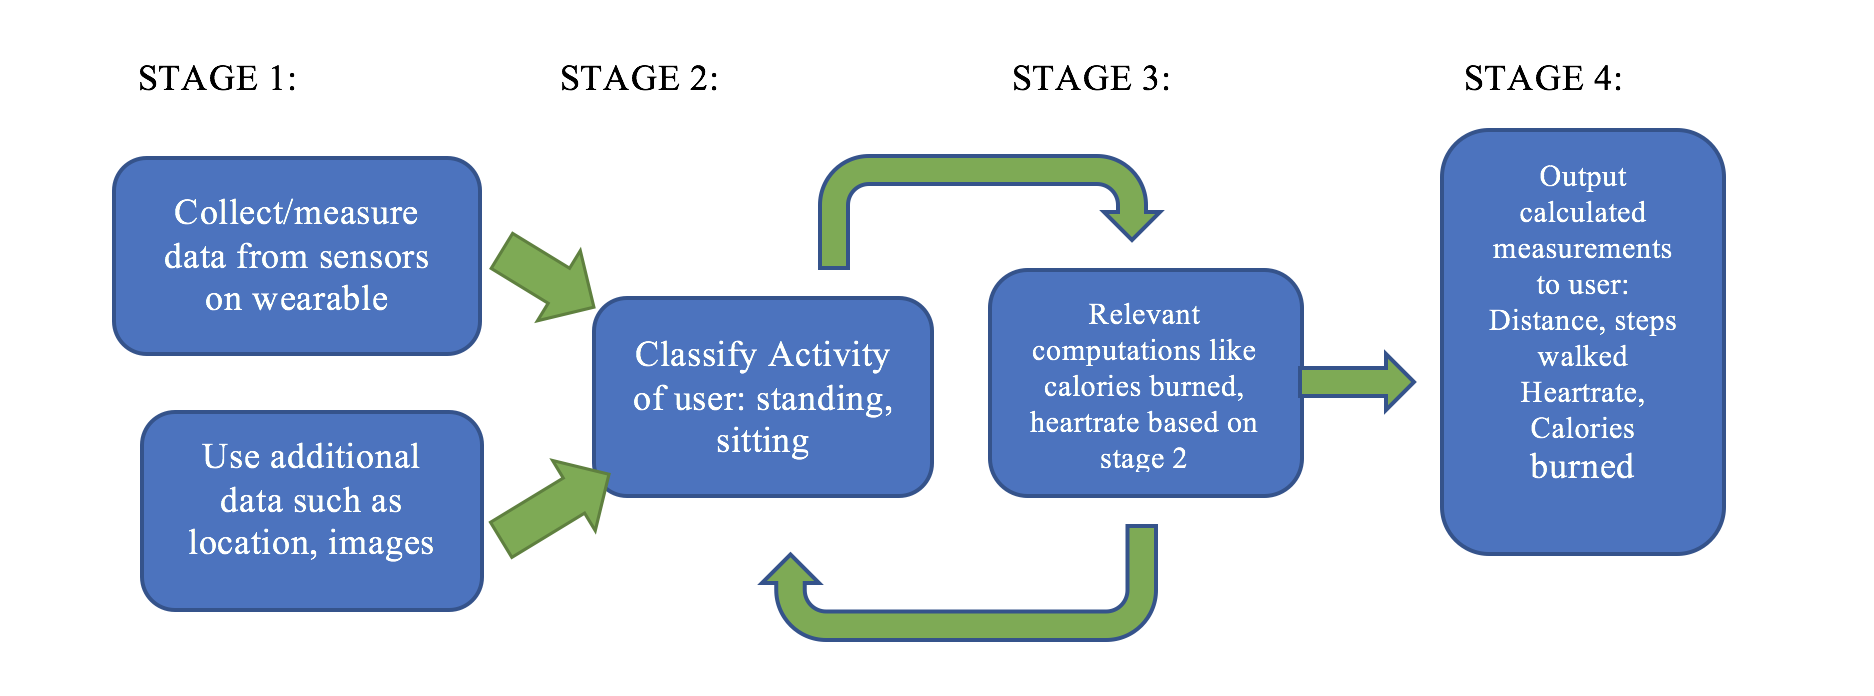 STAGE 1:
STAGE 2:
STAGE 3:
STAGE 4:
Collect/measure
data from sensors
on wearable
Use additional
data such as
location, images
Classify Activity
of user: standing,
sitting
Relevant
computations like
calories burned,
heartrate based on
stage 2
Output
calculated
measurements
to user:
Distance, steps
walked
Heartrate,
Calories
burned